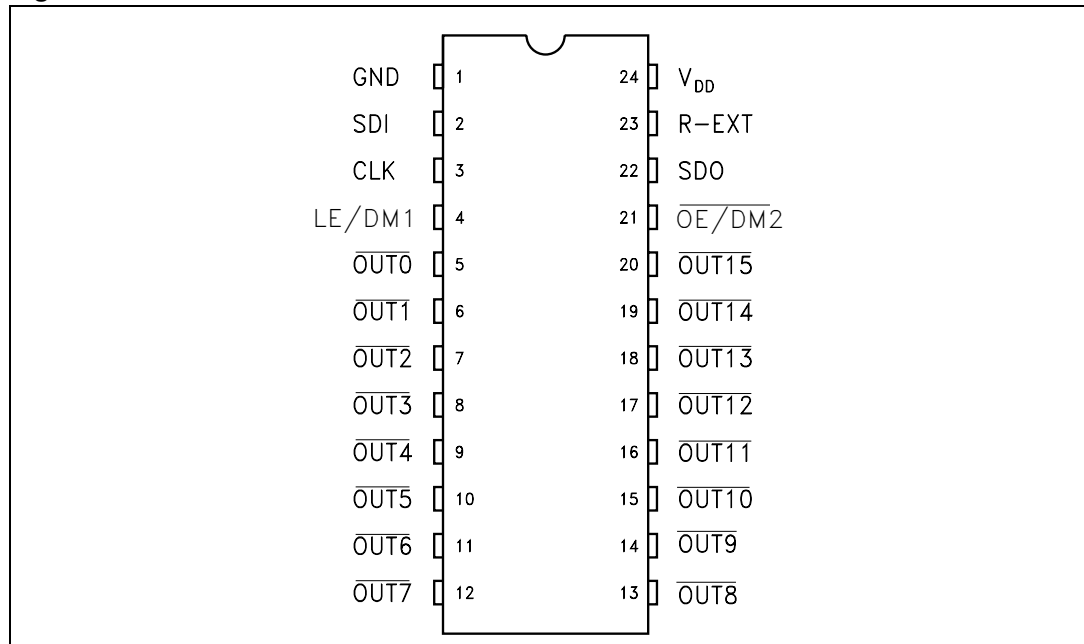 GND 1 24 VDD
SDI 2 23 R-EXT
CLK 3 22 SDO
LE/DM1 4 21 OE/DM2
OUT0 5 20 OUT15
OUT1 6 19 OUT14
OUT2 7 18 OUT13
OUT3 8 17 OUT12
OUT4 9 16 OUT11
OUT5 10 15 OUT10
OUT6 11 14 OUT9
OUT7 12 13 OUT8